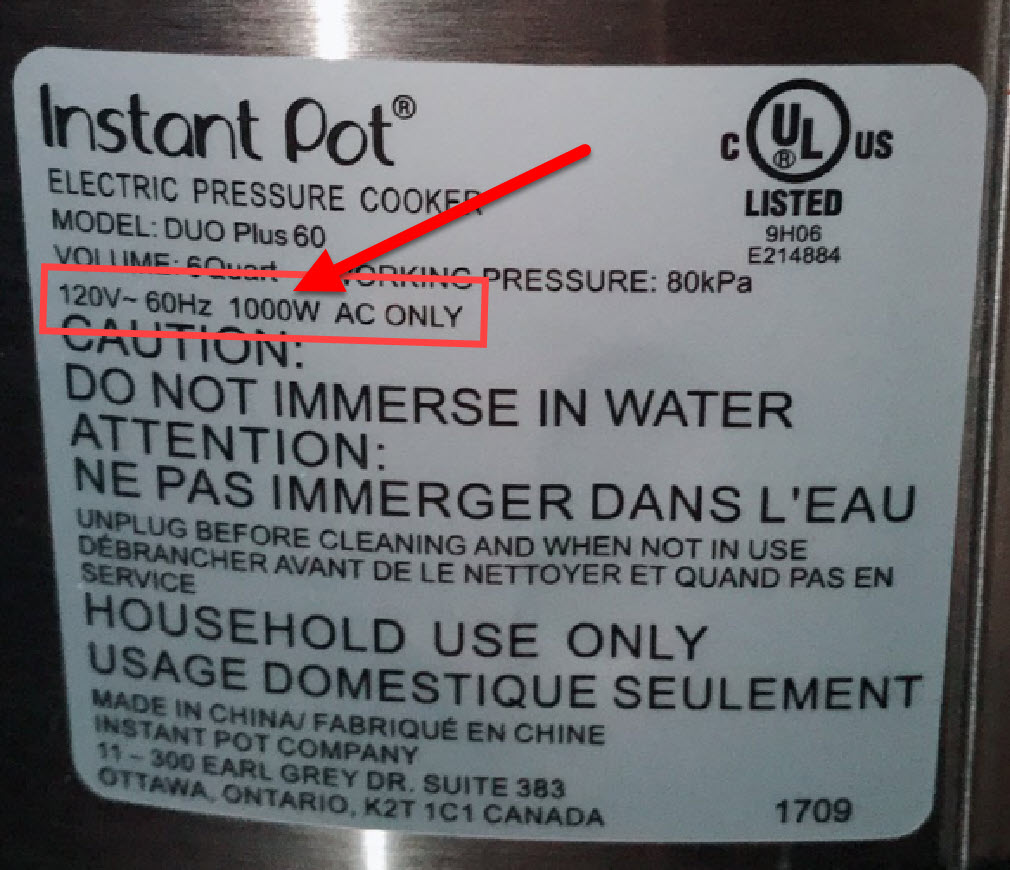 Instant Pot®
ELECTRIC PRESSURE COOKER
MODEL: DUO Plus 60
VOLUME: 6Quart WORKING PRESSURE: 80kPa
120V~ 60Hz 1000W AC ONLY
C UL® US
LISTED
9H06
E214884
CAUTION:
DO NOT IMMERSE IN WATER
ATTENTION:
NE PAS IMMERGER DANS L'EAU
UNPLUG BEFORE CLEANING AND WHEN NOT IN USE
DÉBRANCHER AVANT DE LE NETTOYER ET QUAND PAS EN
SERVICE
HOUSEHOLD USE ONLY
USAGE DOMESTIQUE SEULEMENT
MADE IN CHINA/ FABRIQUÉ EN CHINE
INSTANT POT COMPANY
11 – 300 EARL GREY DR. SUITE 383
OTTAWA, ONTARIO, K2T 1C1 CANADA
1709